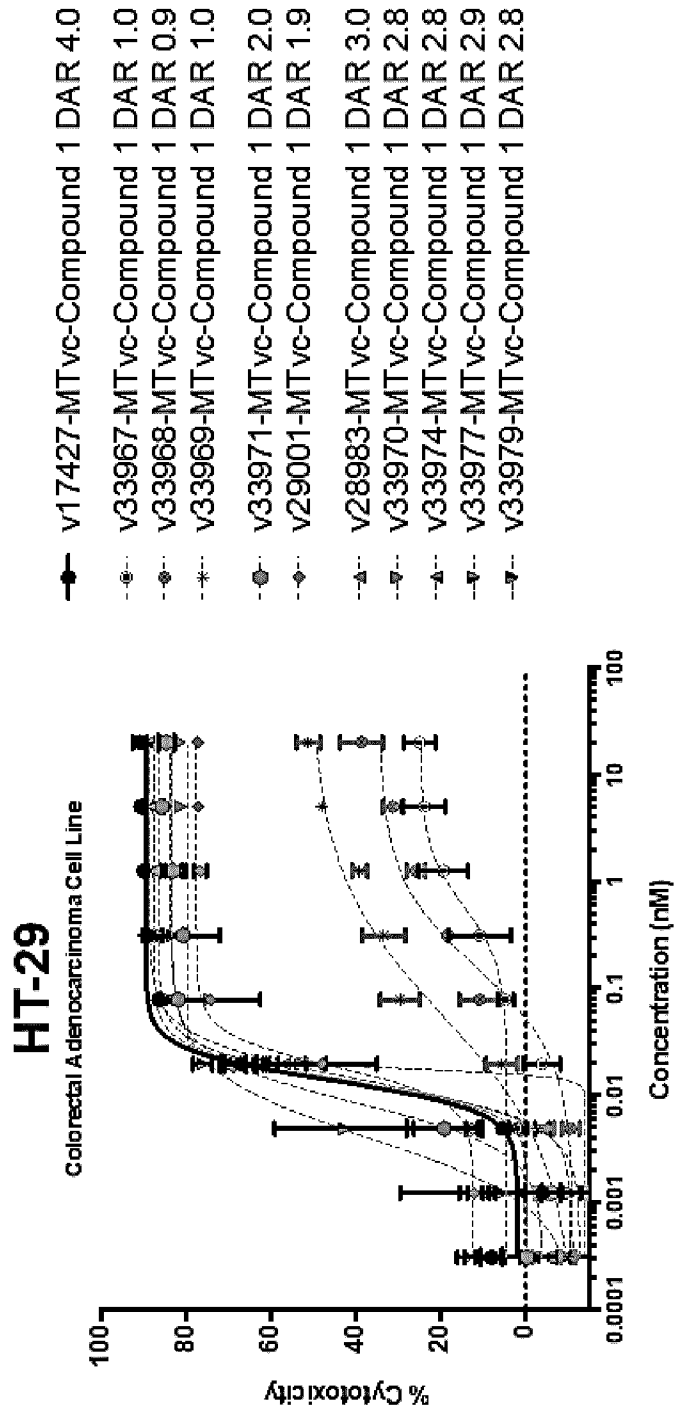 HT-29
Colorectal Adenocarcinoma Cell Line
% Cytotoxicity
100
80
60
40
20
0
0.0001
0.001
0.01
0.1
1
10
100
Concentration (nM)
v17427-MTvc-Compound 1 DAR 4.0
v33967-MTvc-Compound 1 DAR 1.0
v33968-MTvc-Compound 1 DAR 0.9
v33969-MTvc-Compound 1 DAR 1.0
v33971-MTvc-Compound 1 DAR 2.0
v29001-MTvc-Compound 1 DAR 1.9
v28983-MTvc-Compound 1 DAR 3.0
v33970-MTvc-Compound 1 DAR 2.8
v33974-MTvc-Compound 1 DAR 2.8
v33977-MTvc-Compound 1 DAR 2.9
v33979-MTvc-Compound 1 DAR 2.8